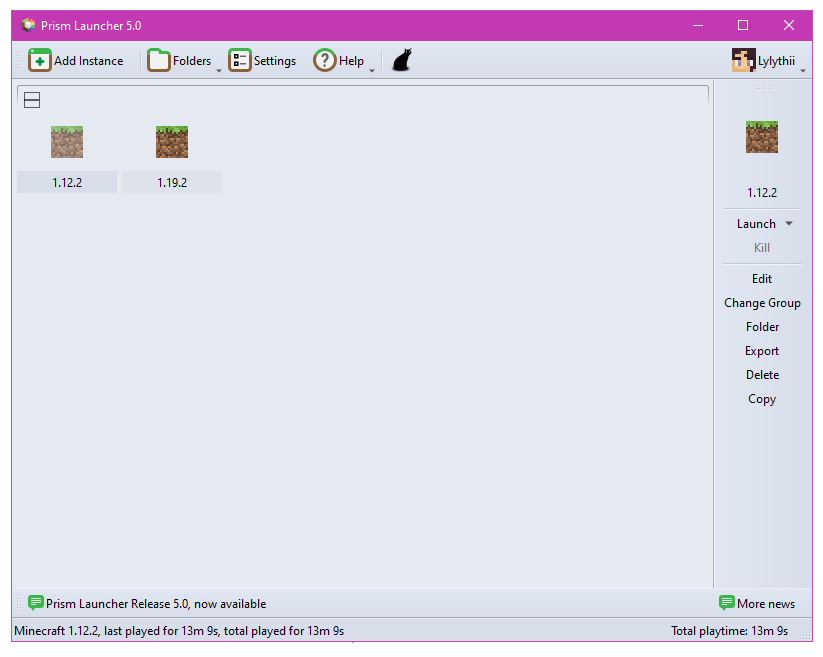 Prism Launcher 5.0
Add Instance Folders Settings Help Lylythii
1.12.2 1.19.2
1.12.2
Launch
Kill
Edit
Change Group
Folder
Export
Delete
Copy
Prism Launcher Release 5.0, now available More news
Minecraft 1.12.2, last played for 13m 9s, total played for 13m 9s Total playtime: 13m 9s